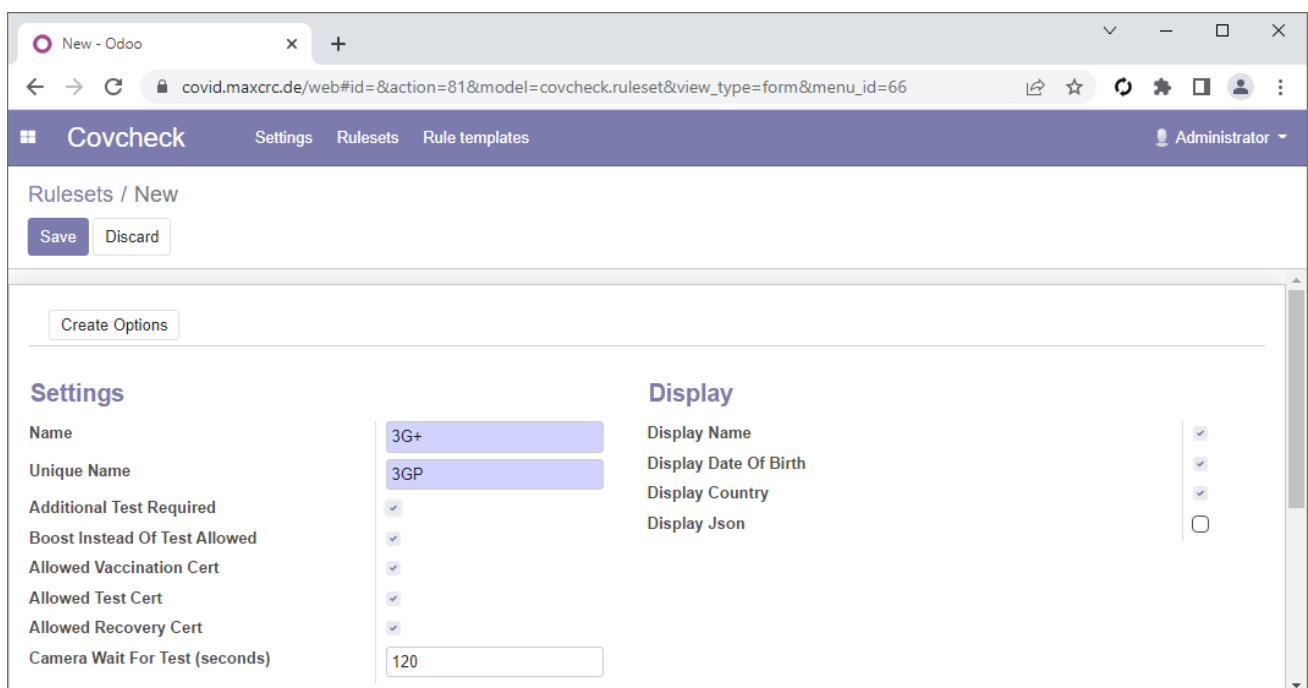 New - Odoo
covid.maxcrc.de/web#id=&action=81&model=covcheck.ruleset&view_type=form&menu_id=66
Covcheck Settings Rulesets Rule templates Administrator
Rulesets / New
Save Discard
Create Options
Settings
Name 3G+
Unique Name 3GP
Additional Test Required
Boost Instead Of Test Allowed
Allowed Vaccination Cert
Allowed Test Cert
Allowed Recovery Cert
Camera Wait For Test (seconds) 120
Display
Display Name
Display Date Of Birth
Display Country
Display Json